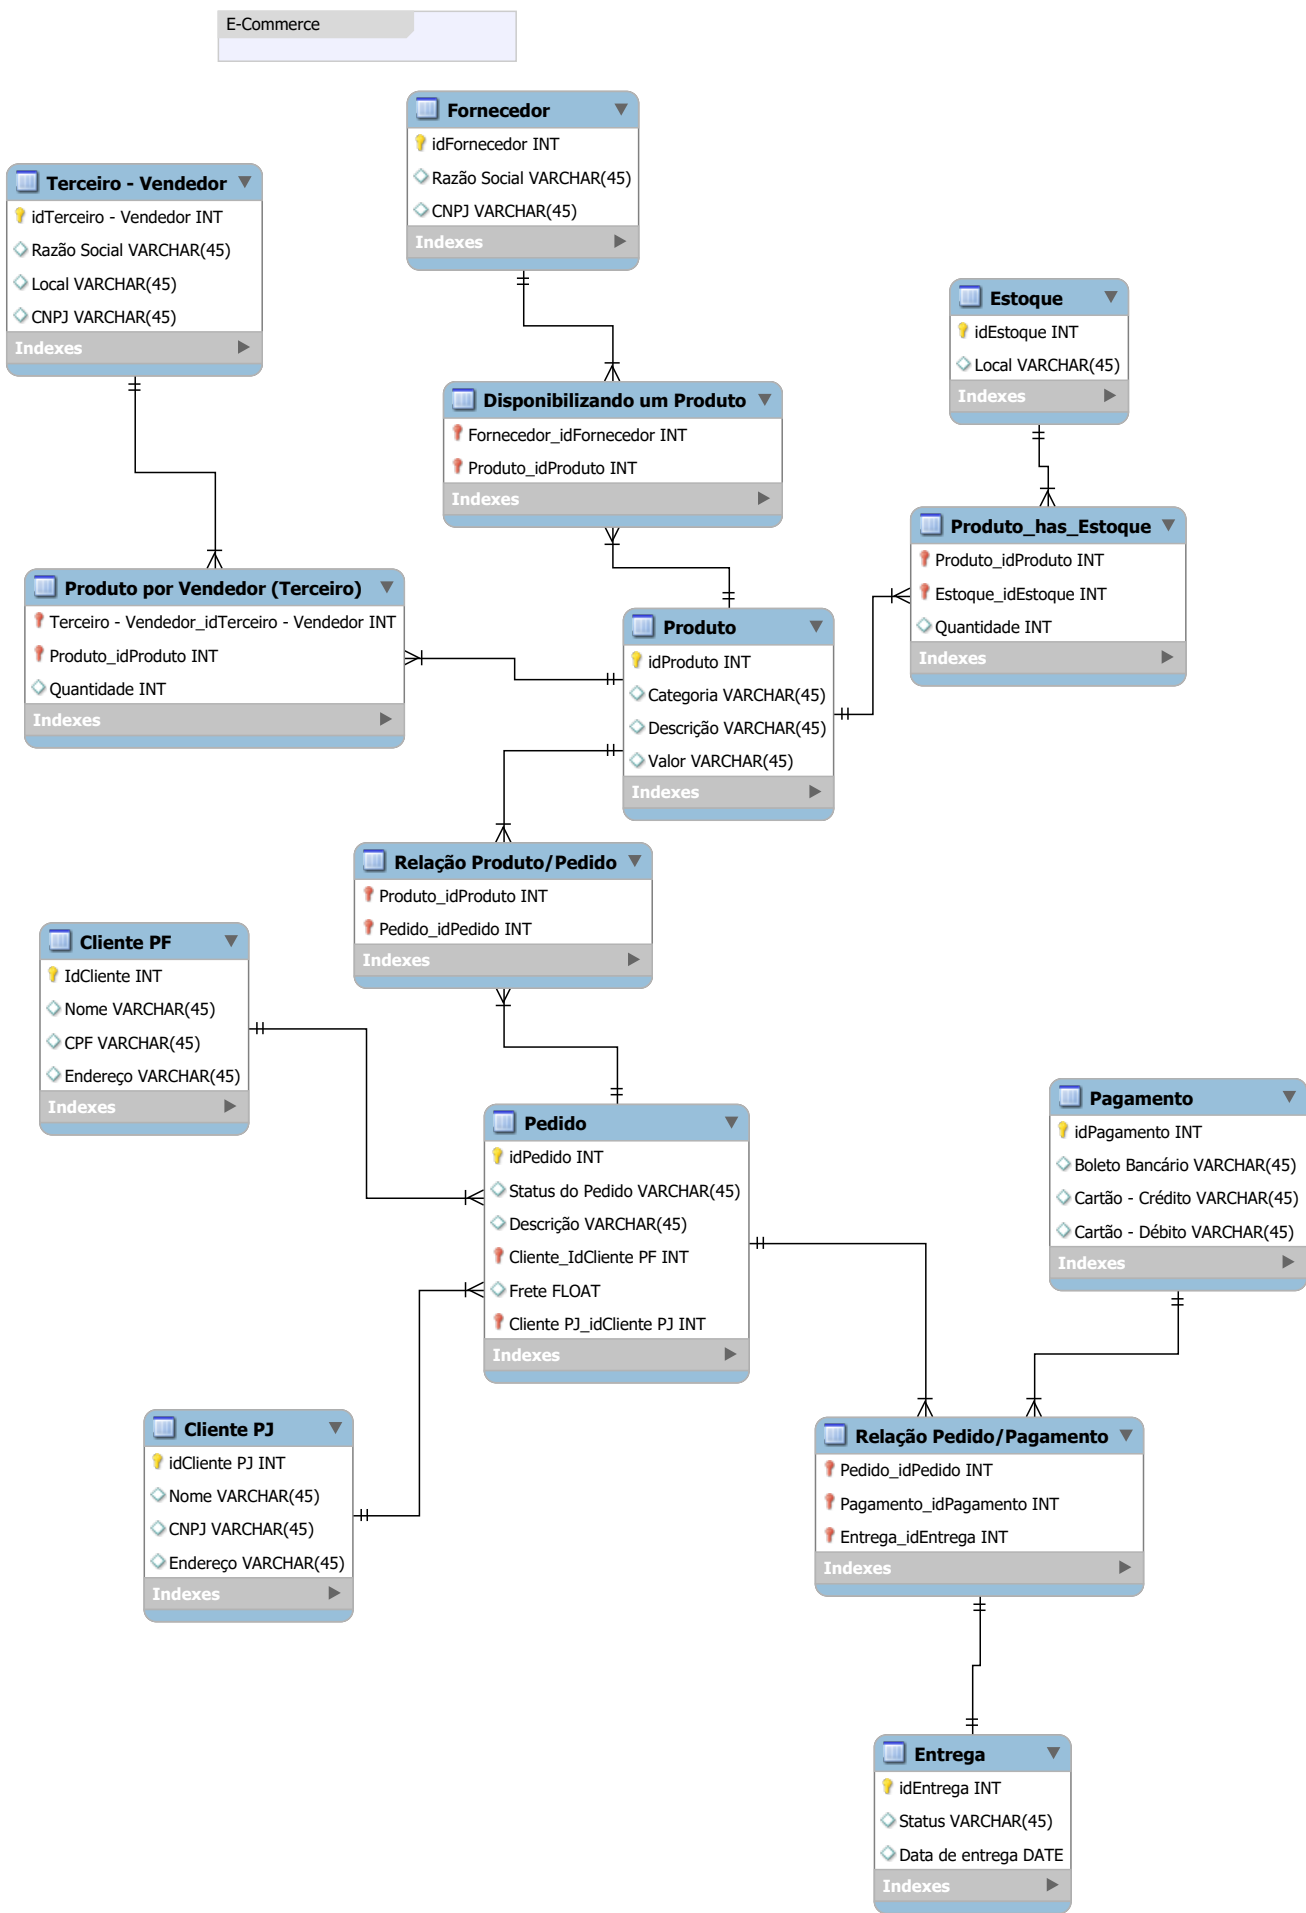 E-Commerce
Fornecedor
idFornecedor INT
Razão Social VARCHAR(45)
CNPJ VARCHAR(45)
Indexes
Terceiro - Vendedor
idTerceiro - Vendedor INT
Razão Social VARCHAR(45)
Local VARCHAR(45)
CNPJ VARCHAR(45)
Indexes
Estoque
idEstoque INT
Local VARCHAR(45)
Indexes
Disponibilizando um Produto
Fornecedor_idFornecedor INT
Produto_idProduto INT
Indexes
Produto_has_Estoque
Produto_idProduto INT
Estoque_idEstoque INT
Quantidade INT
Indexes
Produto por Vendedor (Terceiro)
Terceiro - Vendedor_idTerceiro - Vendedor INT
Produto_idProduto INT
Quantidade INT
Indexes
Produto
idProduto INT
Categoria VARCHAR(45)
Descrição VARCHAR(45)
Valor VARCHAR(45)
Indexes
Relação Produto/Pedido
Produto_idProduto INT
Pedido_idPedido INT
Indexes
Cliente PF
IdCliente INT
Nome VARCHAR(45)
CPF VARCHAR(45)
Endereço VARCHAR(45)
Indexes
Pedido
idPedido INT
Status do Pedido VARCHAR(45)
Descrição VARCHAR(45)
Cliente_IdCliente PF INT
Frete FLOAT
Cliente PJ_idCliente PJ INT
Indexes
Pagamento
idPagamento INT
Boleto Bancário VARCHAR(45)
Cartão - Crédito VARCHAR(45)
Cartão - Débito VARCHAR(45)
Indexes
Cliente PJ
idCliente PJ INT
Nome VARCHAR(45)
CNPJ VARCHAR(45)
Endereço VARCHAR(45)
Indexes
Relação Pedido/Pagamento
Pedido_idPedido INT
Pagamento_idPagamento INT
Entrega_idEntrega INT
Indexes
Entrega
idEntrega INT
Status VARCHAR(45)
Data de entrega DATE
Indexes